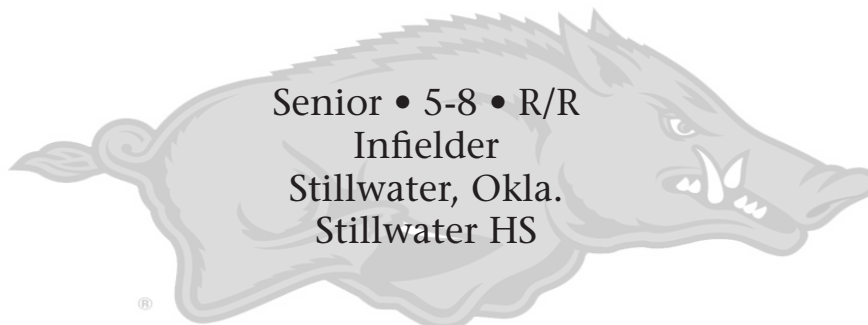 Senior • 5-8 • R/R
Infielder
Stillwater, Okla.
Stillwater HS
®